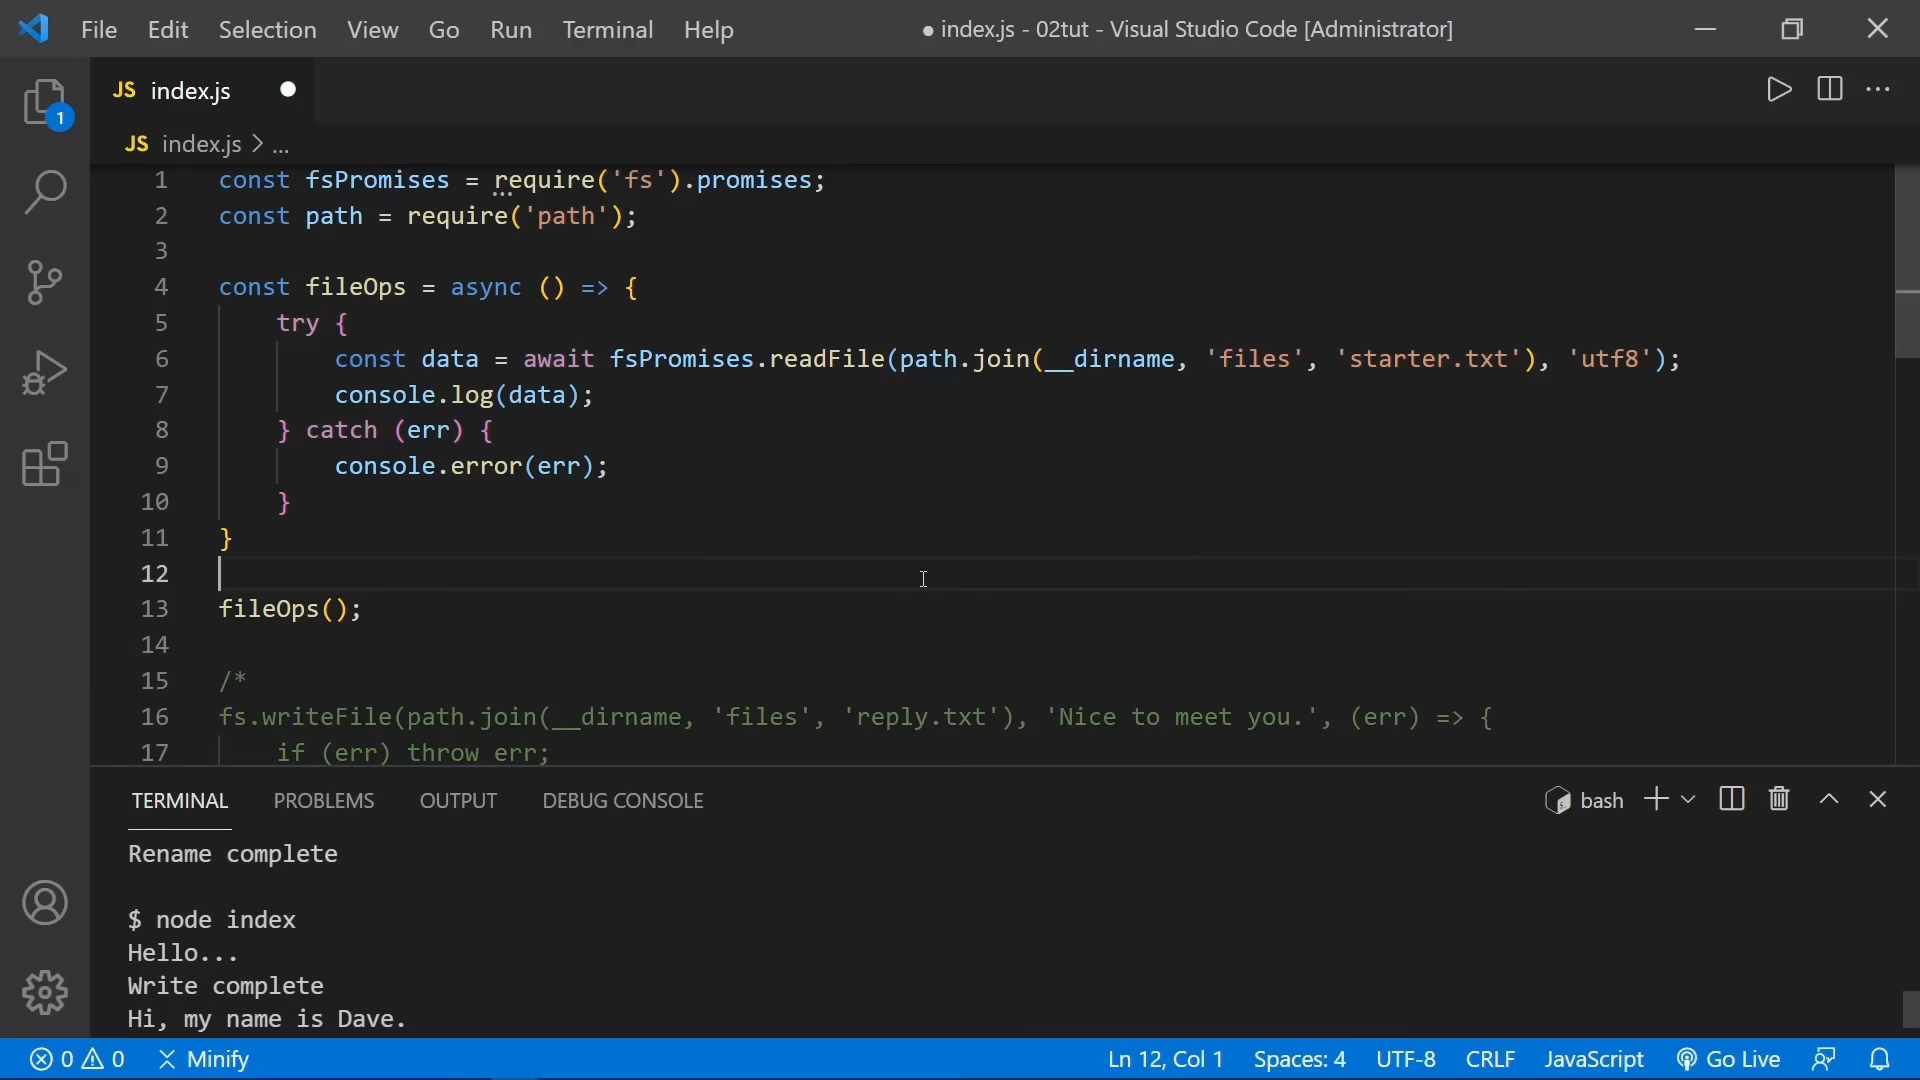 File Edit Selection View Go Run Terminal Help ● index.js - 02tut - Visual Studio Code [Administrator]
JS index.js ●
1
JS index.js > ...
1 const fsPromises = require('fs').promises;
2 const path = require('path');
3
4 const fileOps = async () => {
5 try {
6 const data = await fsPromises.readFile(path.join(__dirname, 'files', 'starter.txt'), 'utf8');
7 console.log(data);
8 } catch (err) {
9 console.error(err);
10 }
11 }
12
13 fileOps();
14
15 /*
16 fs.writeFile(path.join(__dirname, 'files', 'reply.txt'), 'Nice to meet you.', (err) => {
17 if (err) throw err;
TERMINAL PROBLEMS OUTPUT DEBUG CONSOLE bash
Rename complete
$ node index
Hello...
Write complete
Hi, my name is Dave.
0 0 Minify Ln 12, Col 1 Spaces: 4 UTF-8 CRLF JavaScript Go Live